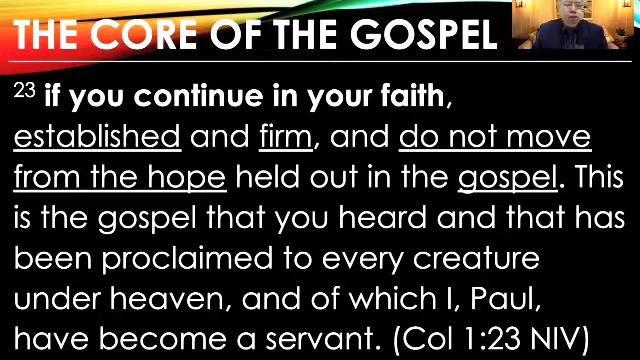 THE CORE OF THE GOSPEL
23 if you continue in your faith,
established and firm, and do not move
from the hope held out in the gospel. This
is the gospel that you heard and that has
been proclaimed to every creature
under heaven, and of which I, Paul,
have become a servant. (Col 1:23 NIV)